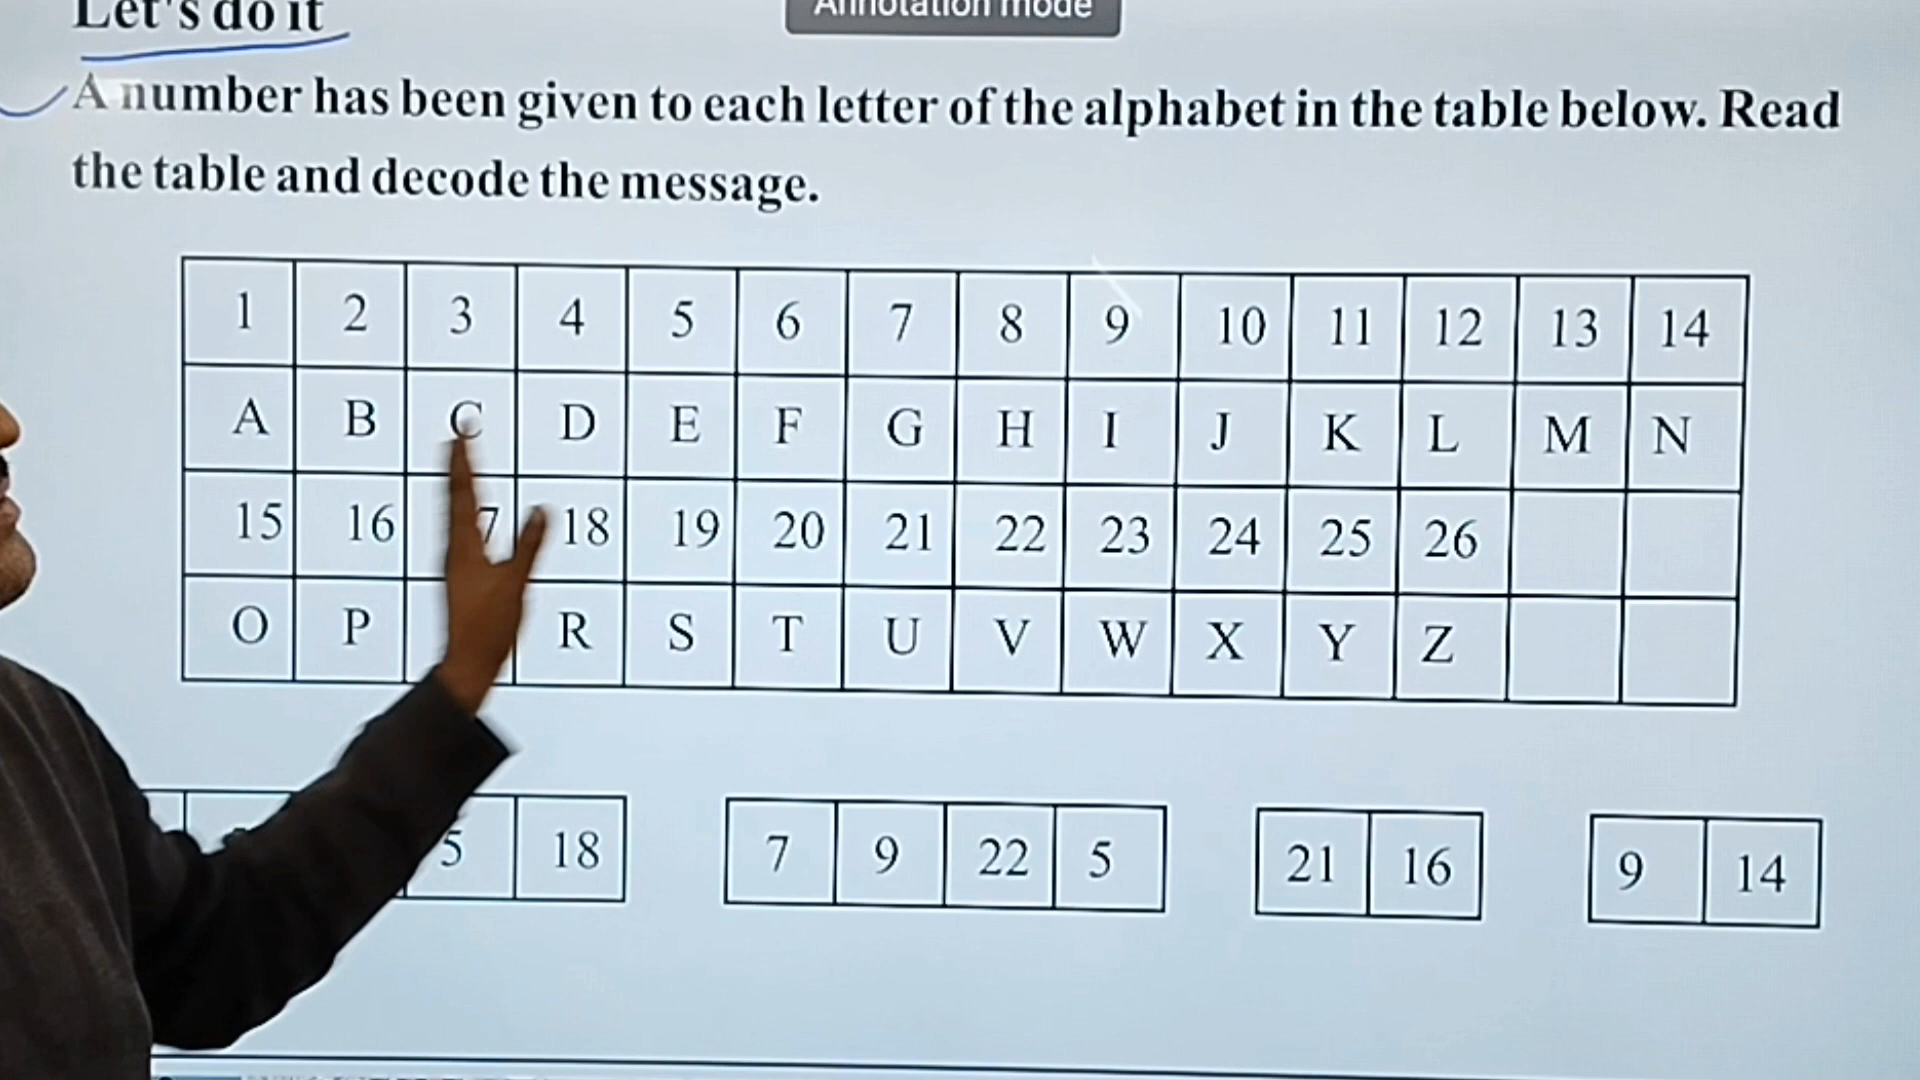 Let's do it
Annotation mode
A number has been given to each letter of the alphabet in the table below. Read
the table and decode the message.
1 2 3 4 5 6 7 8 9 10 11 12 13 14
A B C D E F G H I J K L M N
15 16 7 18 19 20 21 22 23 24 25 26
O P R S T U V W X Y Z
5 18 7 9 22 5 21 16 9 14